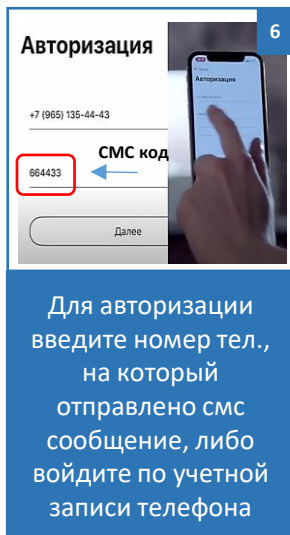 6
Авторизация
+7 (965) 135-44-43
СМС код
664433
Далее
Авторизация
Для авторизации
введите номер тел.,
на который
отправлено смс
сообщение, либо
войдите по учетной
записи телефона